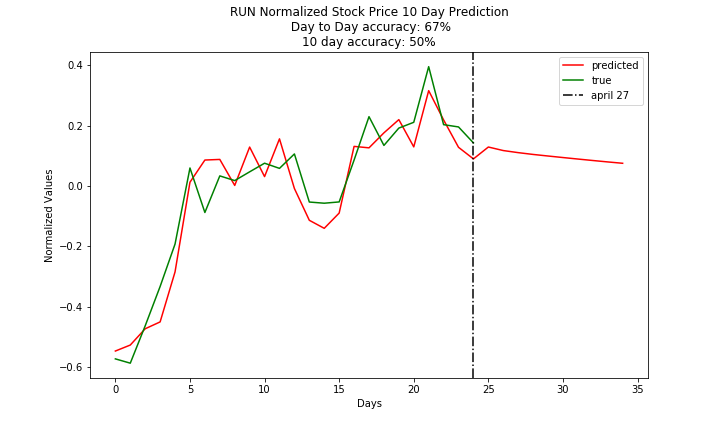 RUN Normalized Stock Price 10 Day Prediction
Day to Day accuracy: 67%
10 day accuracy: 50%
predicted
true
april 27
Normalized Values
0.4
0.2
0.0
−0.2
−0.4
−0.6
0
5
10
15
20
25
30
35
Days